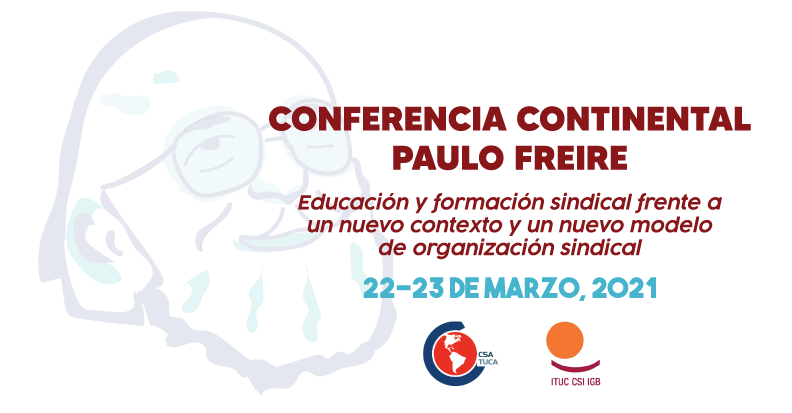 CONFERENCIA CONTINENTAL
PAULO FREIRE
Educación y formación sindical frente a
un nuevo contexto y un nuevo modelo
de organización sindical
22-23 DE MARZO, 2021
CSA
TUCA
ITUC CSI IGB